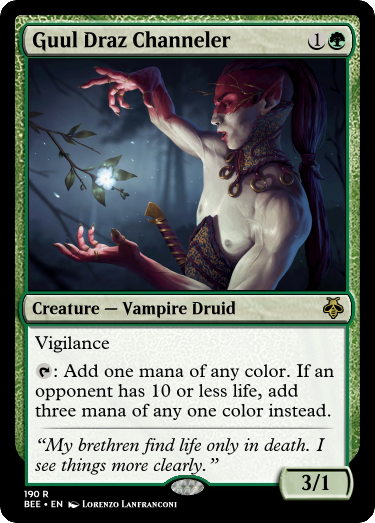 Guul Draz Channeler 1
Creature — Vampire Druid
Vigilance
: Add one mana of any color. If an
opponent has 10 or less life, add
three mana of any one color instead.
“My brethren find life only in death. I
see things more clearly.”
3/1
190 R
BEE • EN Lorenzo Lanfranconi